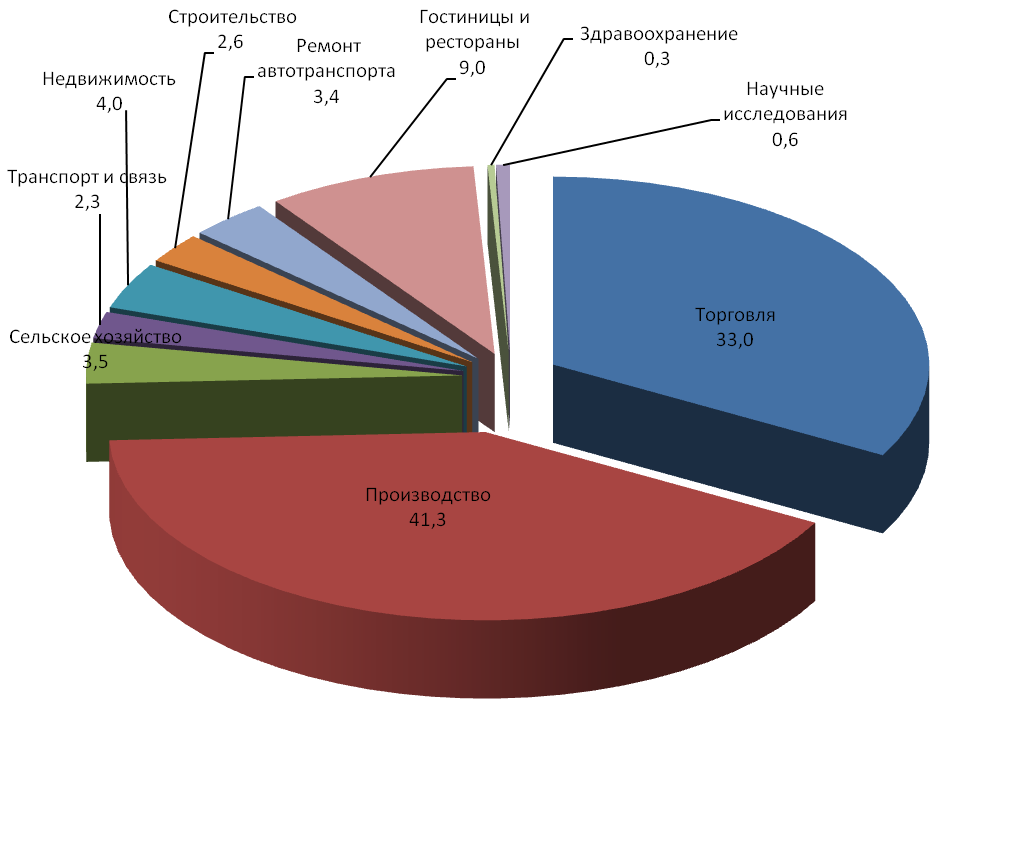 Строительство
2,6
Гостиницы и
рестораны
9,0
Здравоохранение
0,3
Ремонт
автотранспорта
3,4
Недвижимость
4,0
Научные
исследования
0,6
Транспорт и связь
2,3
Торговля
33,0
Сельское хозяйство
3,5
Производство
41,3